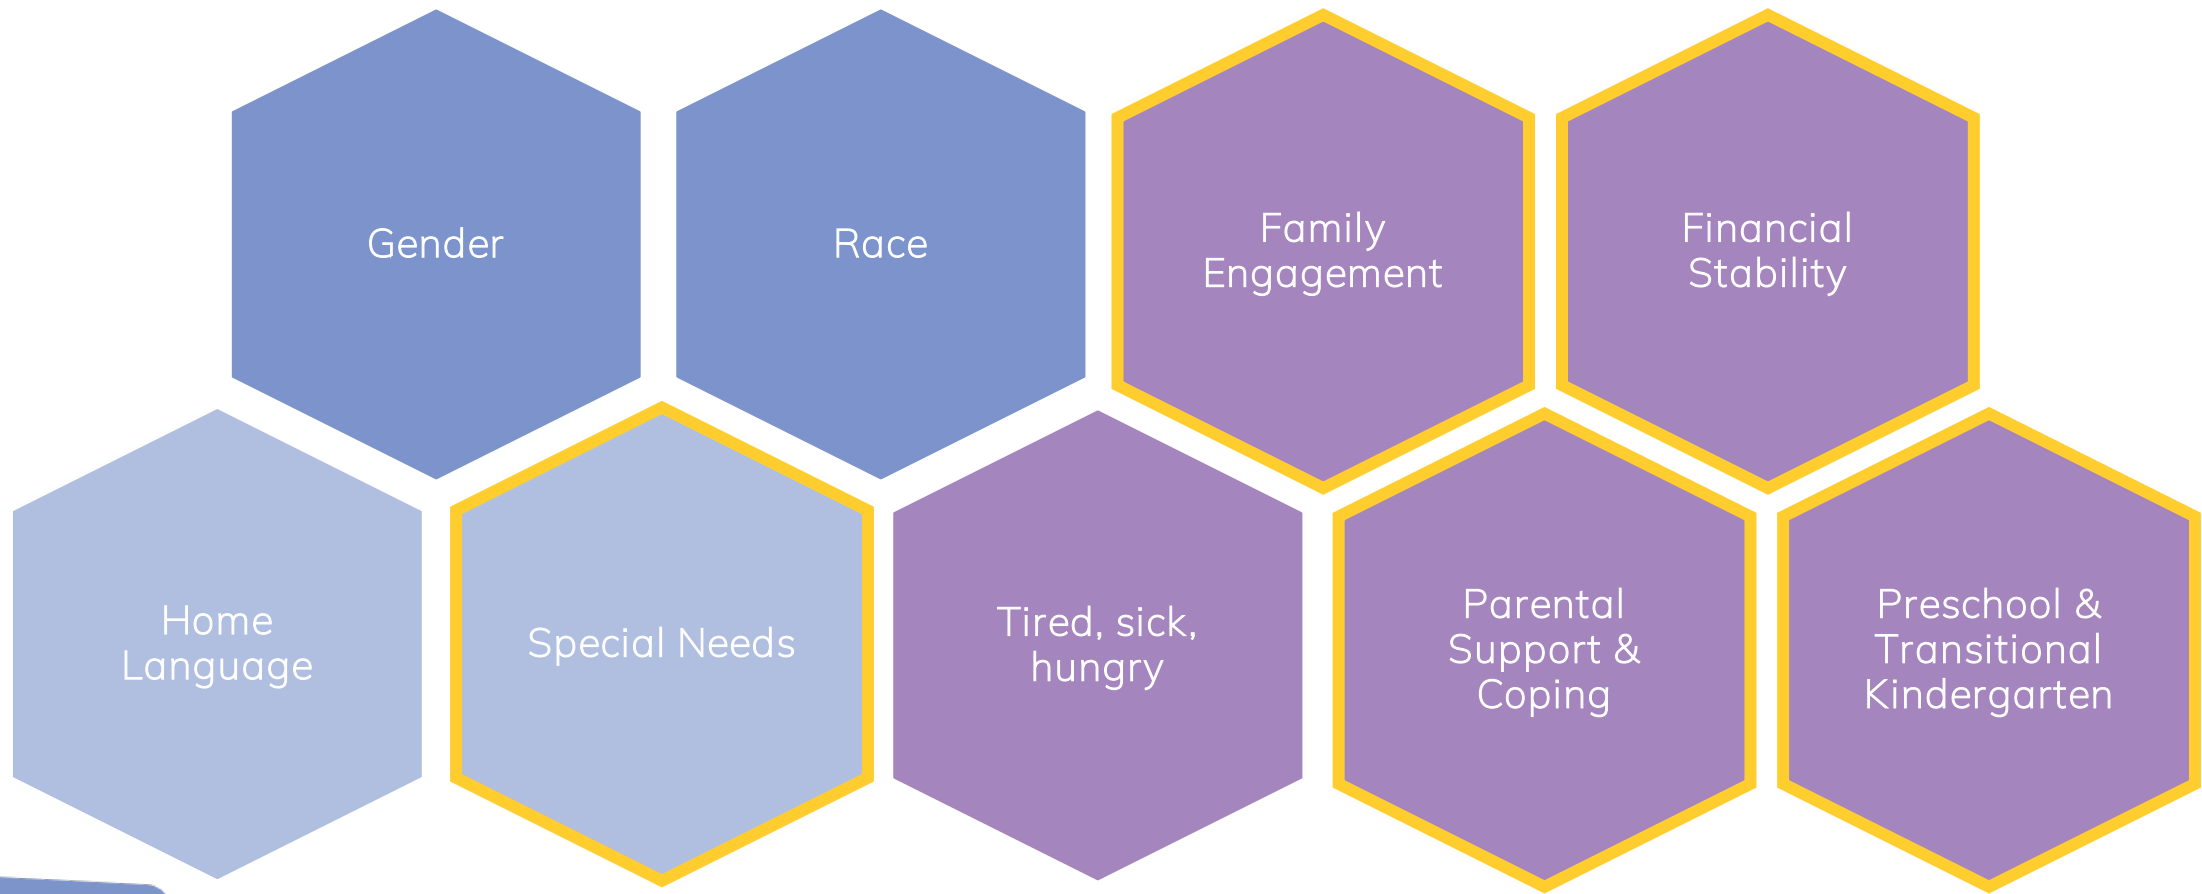 Gender
Race
Family
Engagement
Financial
Stability
Home
Language
Special Needs
Tired, sick,
hungry
Parental
Support &
Coping
Preschool &
Transitional
Kindergarten